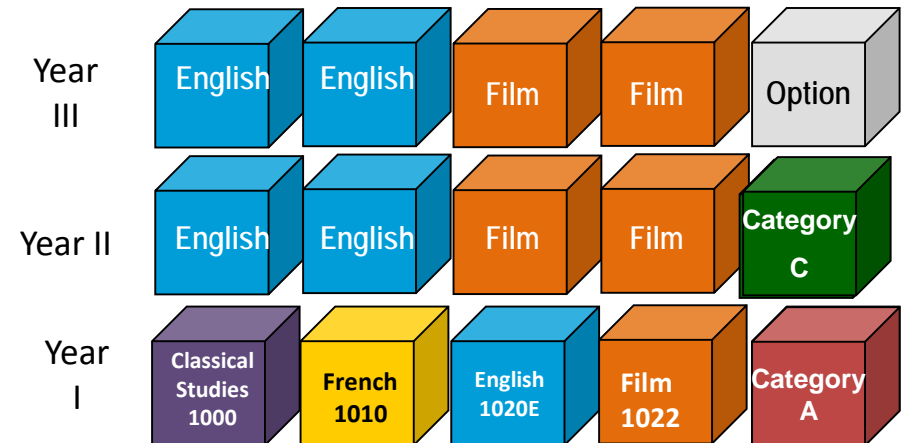 Year
III
English
English
Film
Film
Option
Year II
English
English
Film
Film
Category
C
Year
I
Classical
Studies
1000
French
1010
English
1020E
Film
1022
Category
A